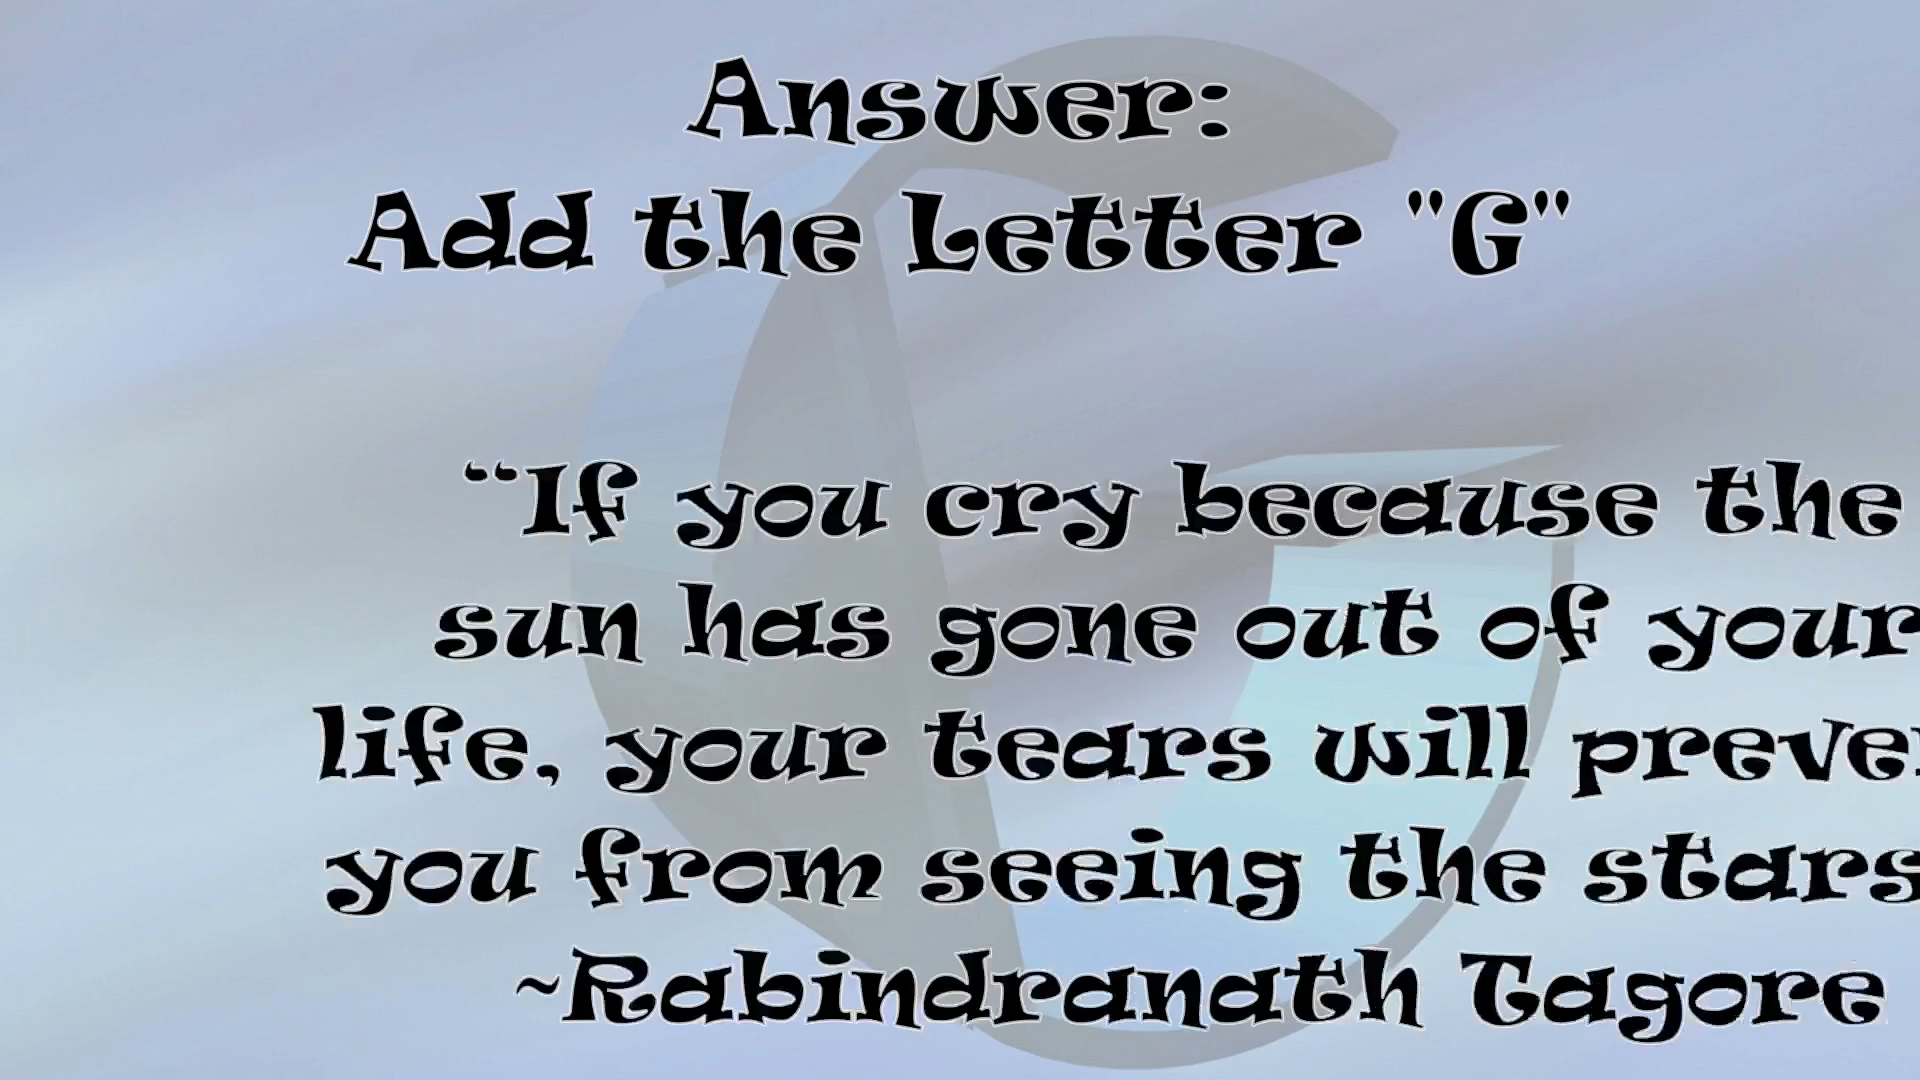 Answer:
Add the Letter "G"
“If you cry because the
sun has gone out of your
life, your tears will
you from seeing the stars
~Rabindranath Tagore